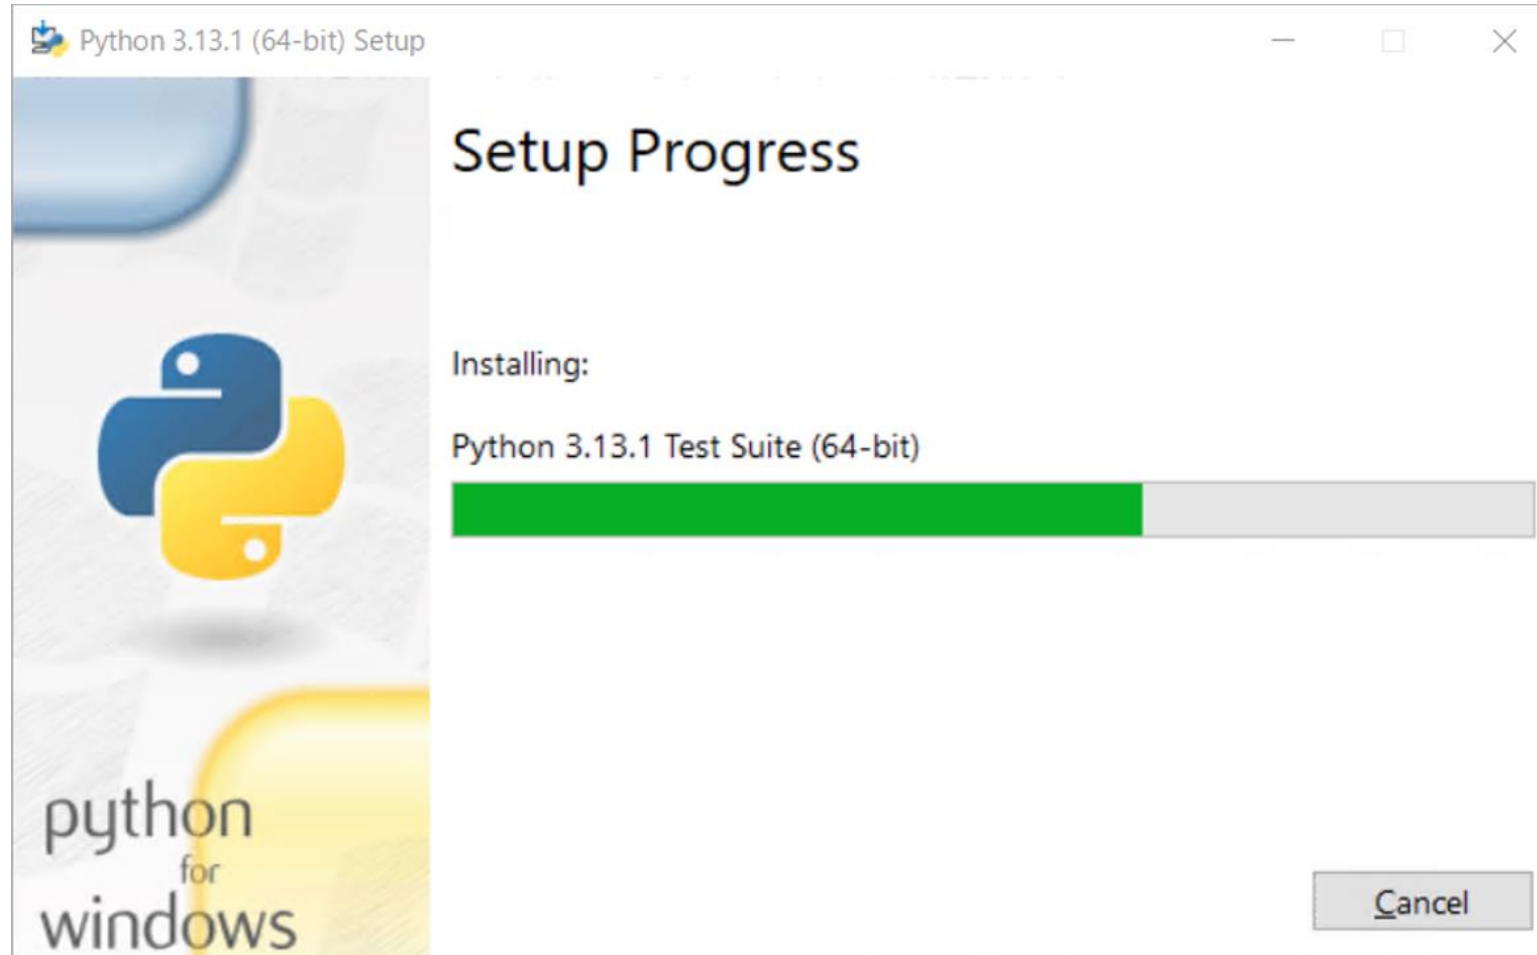 Python 3.13.1 (64-bit) Setup
Setup Progress
Installing:
Python 3.13.1 Test Suite (64-bit)
python
for
windows
Cancel